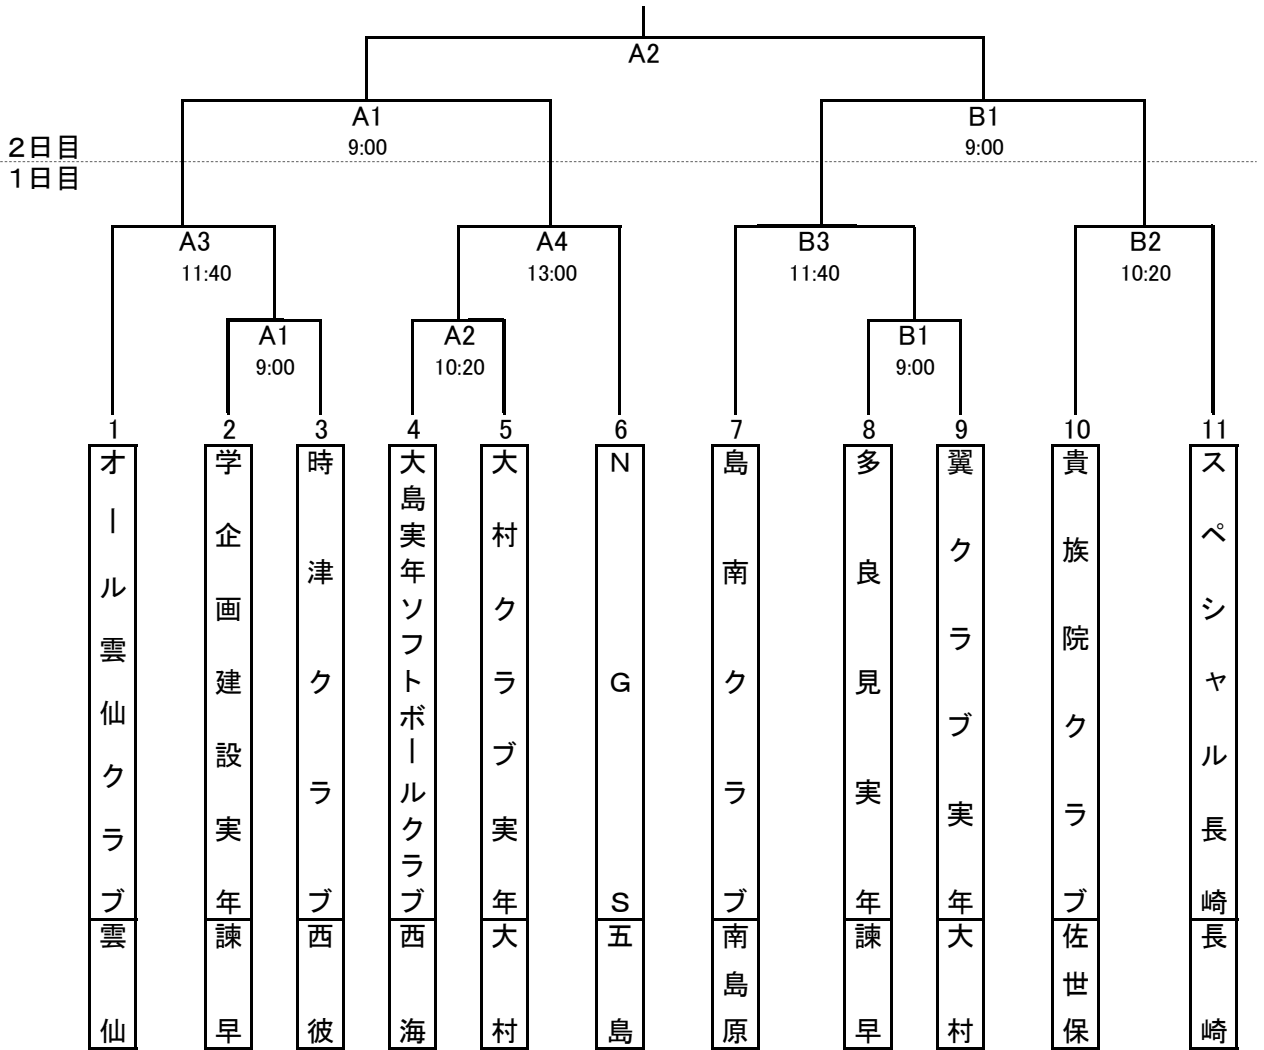 A2
A1
B1
9:00
9:00
２日目
１日目
A3
A4
B3
B2
11:40
13:00
11:40
10:20
A1
A2
B1
9:00
10:20
9:00
1
2
3
4
5
6
7
8
9
10
11
オール雲仙クラブ
雲仙
学企画建設実年
諫早
時津クラブ
西彼
大島実年ソフトボールクラブ
西海
大村クラブ実年
大村
ＮＧＳ
五島
島南クラブ
南島原
多良見実年
諫早
翼クラブ実年
大村
貴族院クラブ
佐世保
スペシャル長崎
長崎